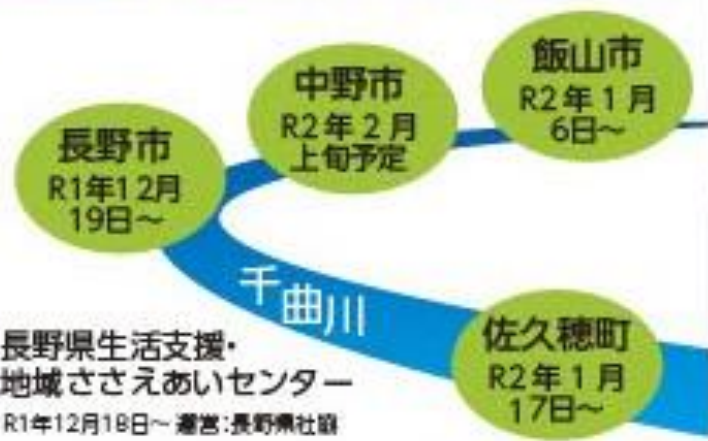 飯山市
R2年1月
6日～
中野市
R2年2月
上旬予定
長野市
R1年12月
19日～
千曲川
佐久穂町
R2年1月
17日～
長野県生活支援・
地域ささえあいセンター
R1年12月18日～ 運営:長野県社協